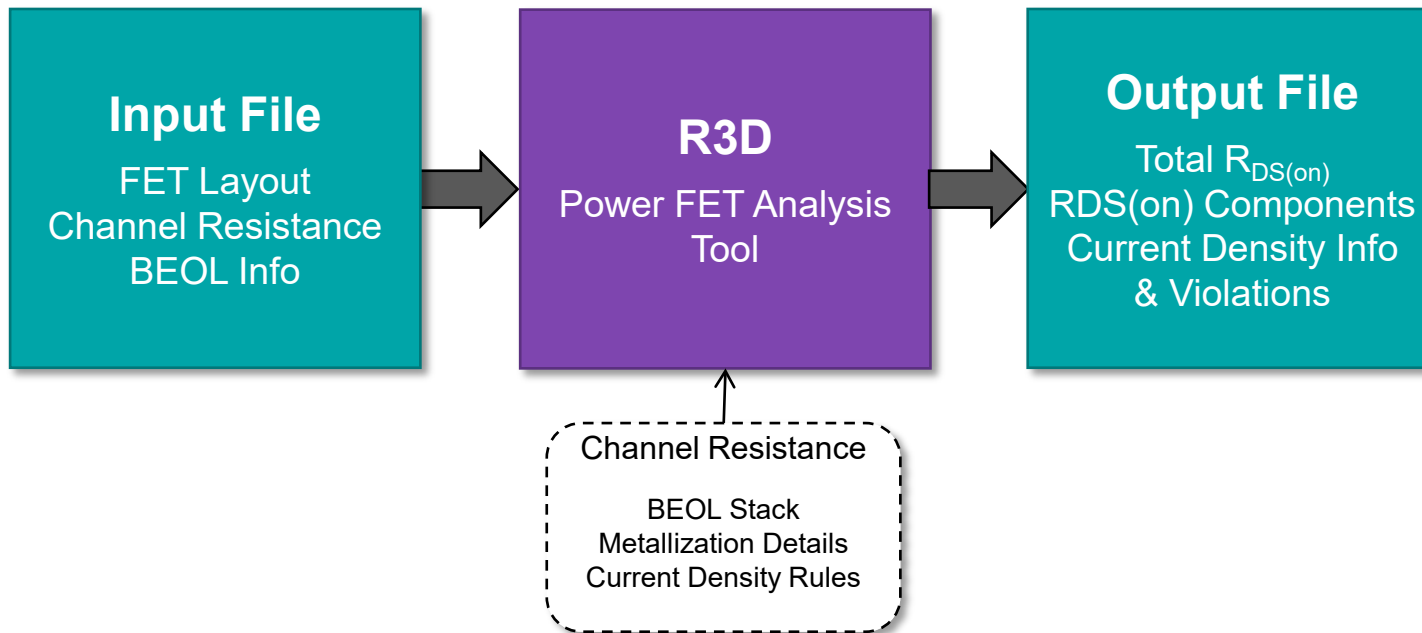 Input File
FET Layout
Channel Resistance
BEOL Info
R3D
Power FET Analysis
Tool
Output File
Total R_DS(on)
RDS(on) Components
Current Density Info
& Violations
Channel Resistance
BEOL Stack
Metallization Details
Current Density Rules